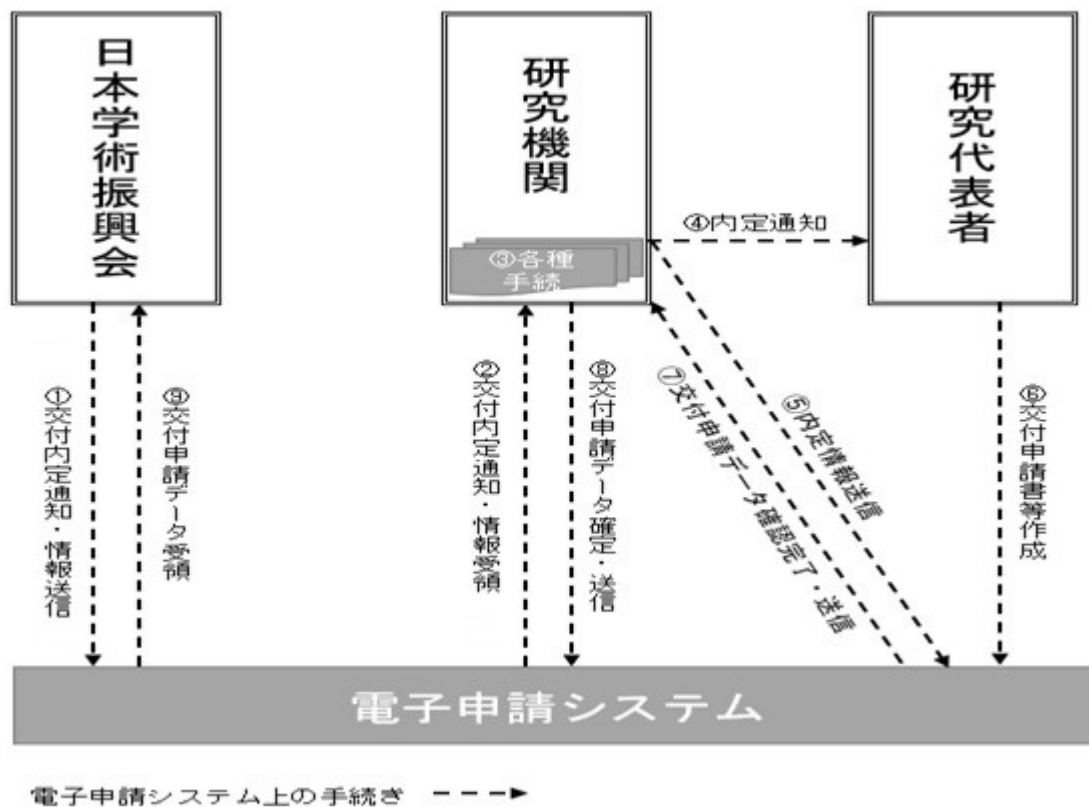 日本学術振興会
研究機関
研究代表者
③各種
手続
④内定通知
①交付内定通知・情報送信
⑨交付申請データ受領
②交付内定通知・情報受領
⑧交付申請データ確定・送信
⑦交付申請データ確認完了・送信
⑤内定情報送信
⑥交付申請書等作成
電子申請システム
電子申請システム上の手続き